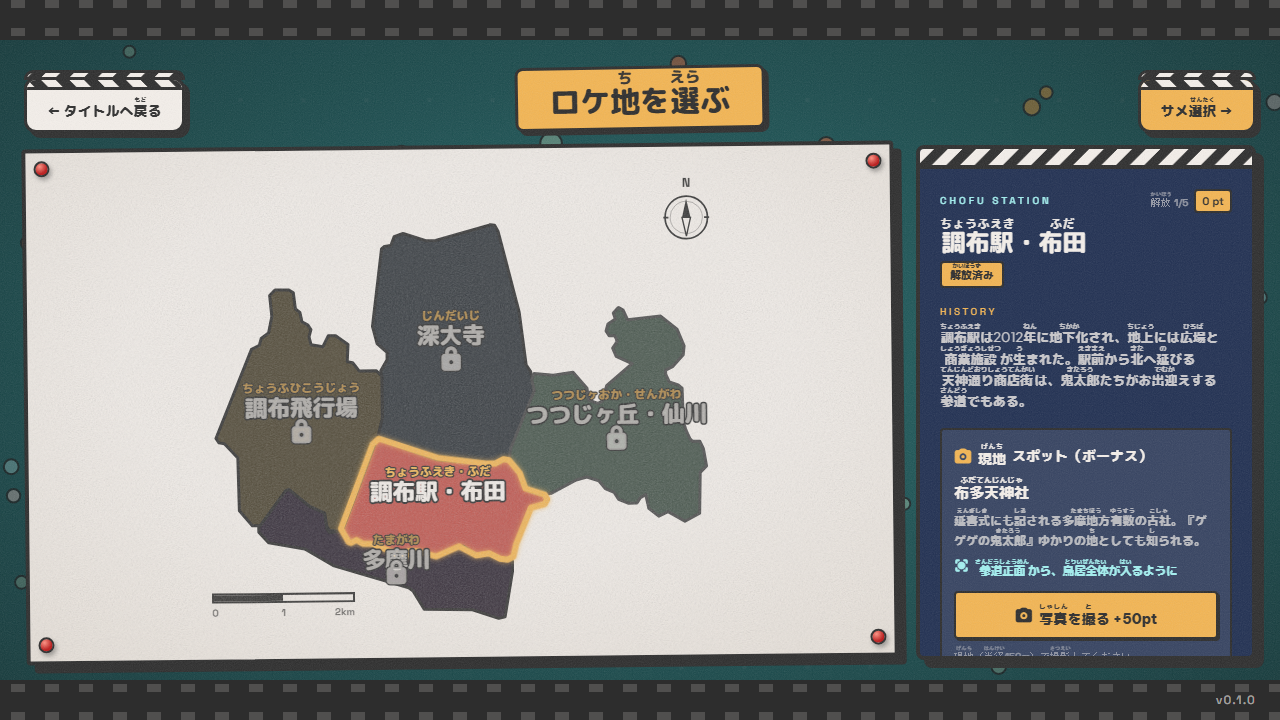 ← タイトルへ戻る
ロケ地を選ぶ
サメ選択 →
N
じんだいじ
深大寺
ちょうふひこうじょう
調布飛行場
つつじヶおか・せんがわ
つつじヶ丘・仙川
ちょうふえき・ふだ
調布駅・布田
たまがわ
多摩川
0 1 2km
CHOFU STATION
解放 1/5 0 pt
ちょうふえき ふだ
調布駅・布田
解放済み
HISTORY
調布駅は2012年に地下化され、地上には広場と
商業施設が生まれた。駅前から北へ延びる
天神通り商店街は、鬼太郎たちがお出迎えする
参道でもある。
現地スポット（ボーナス）
ふだてんじんじゃ
布多天神社
延喜式にも記される多摩地方有数の古社。『ゲ
ゲゲの鬼太郎』ゆかりの地としても知られる。
参道正面から、鳥居全体が入るように
写真を撮る +50pt
v0.1.0